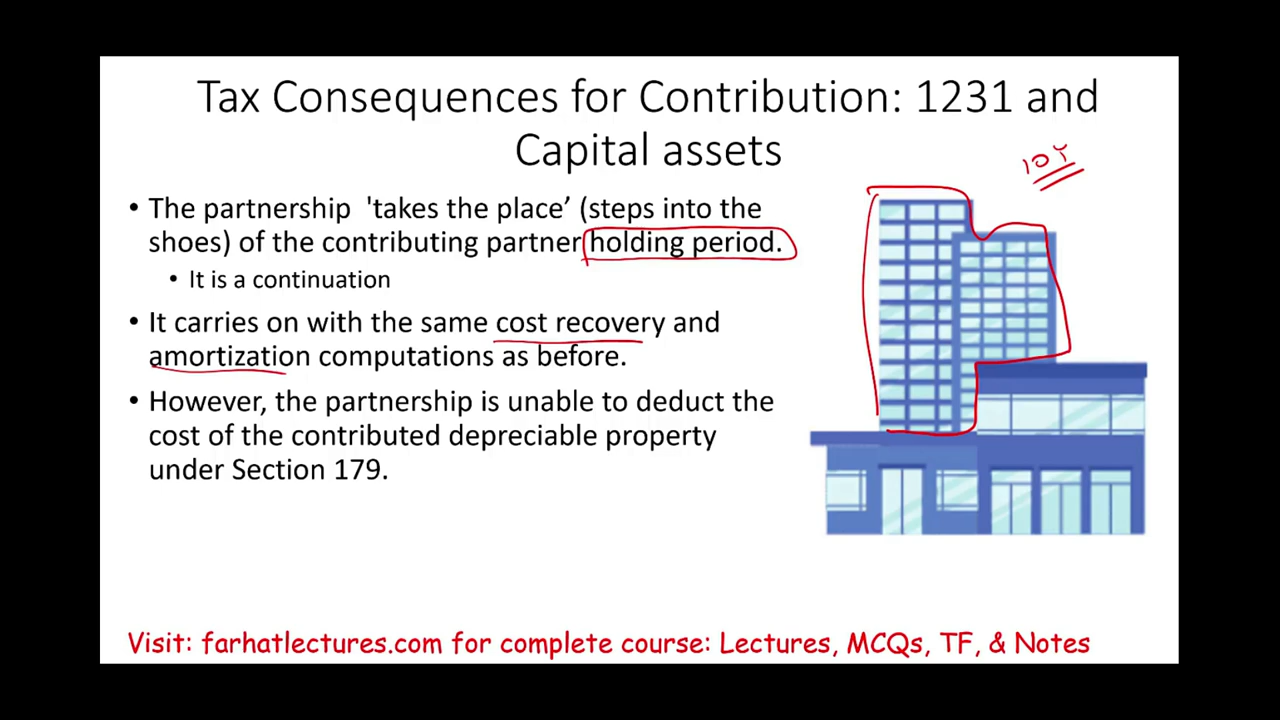 Tax Consequences for Contribution: 1231 and
Capital assets
10Y
• The partnership 'takes the place’ (steps into the
shoes) of the contributing partner holding period.
• It is a continuation
• It carries on with the same cost recovery and
amortization computations as before.
• However, the partnership is unable to deduct the
cost of the contributed depreciable property
under Section 179.
Visit: farhatlectures.com for complete course: Lectures, MCQs, TF, & Notes